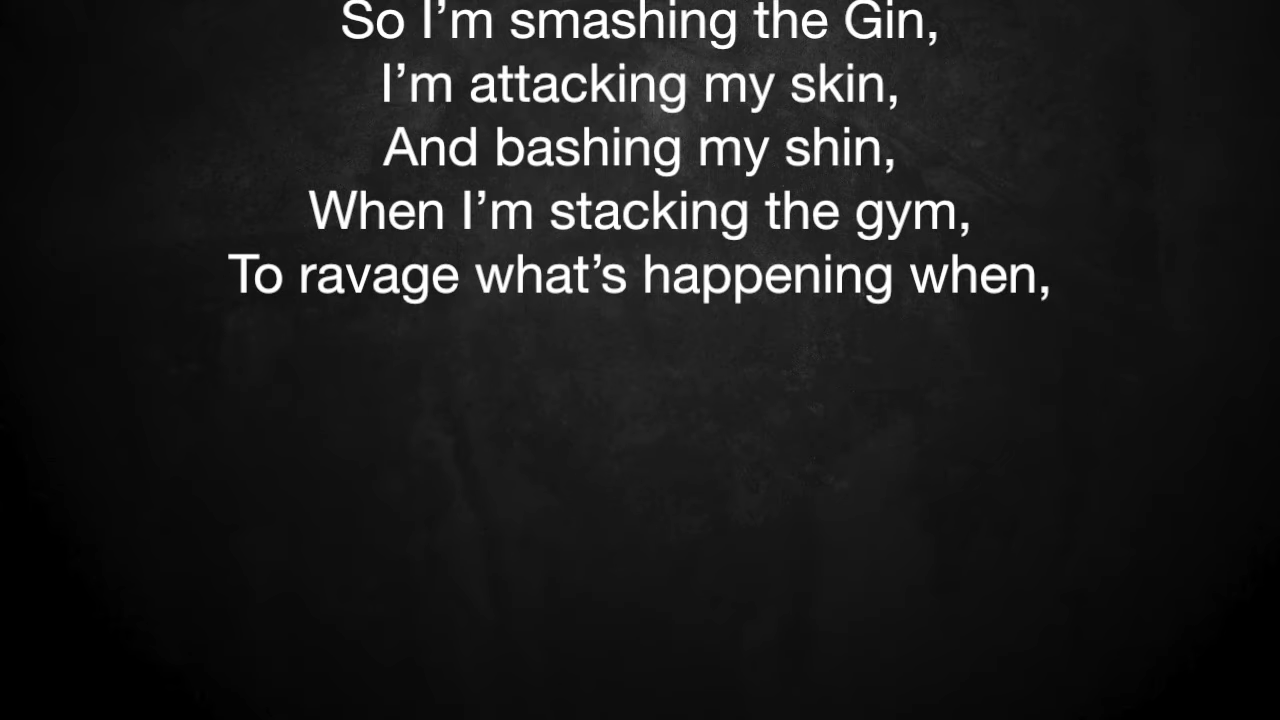 So I’m smashing the Gin,
I’m attacking my skin,
And bashing my shin,
When I’m stacking the gym,
To ravage what’s happening when,